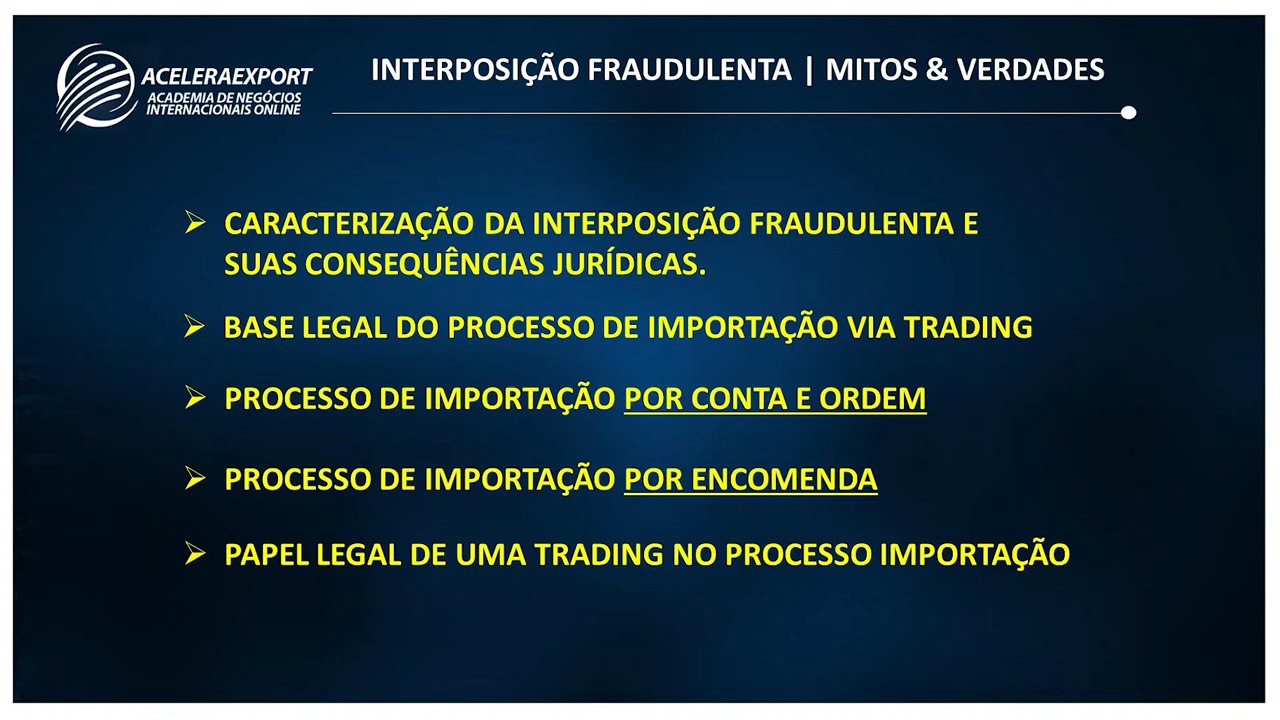 ACELERAEXPORT
ACADEMIA DE NEGÓCIOS
INTERNACIONAIS ONLINE
INTERPOSIÇÃO FRAUDULENTA | MITOS & VERDADES
➢ CARACTERIZAÇÃO DA INTERPOSIÇÃO FRAUDULENTA E
SUAS CONSEQUÊNCIAS JURÍDICAS.
➢ BASE LEGAL DO PROCESSO DE IMPORTAÇÃO VIA TRADING
➢ PROCESSO DE IMPORTAÇÃO POR CONTA E ORDEM
➢ PROCESSO DE IMPORTAÇÃO POR ENCOMENDA
➢ PAPEL LEGAL DE UMA TRADING NO PROCESSO IMPORTAÇÃO